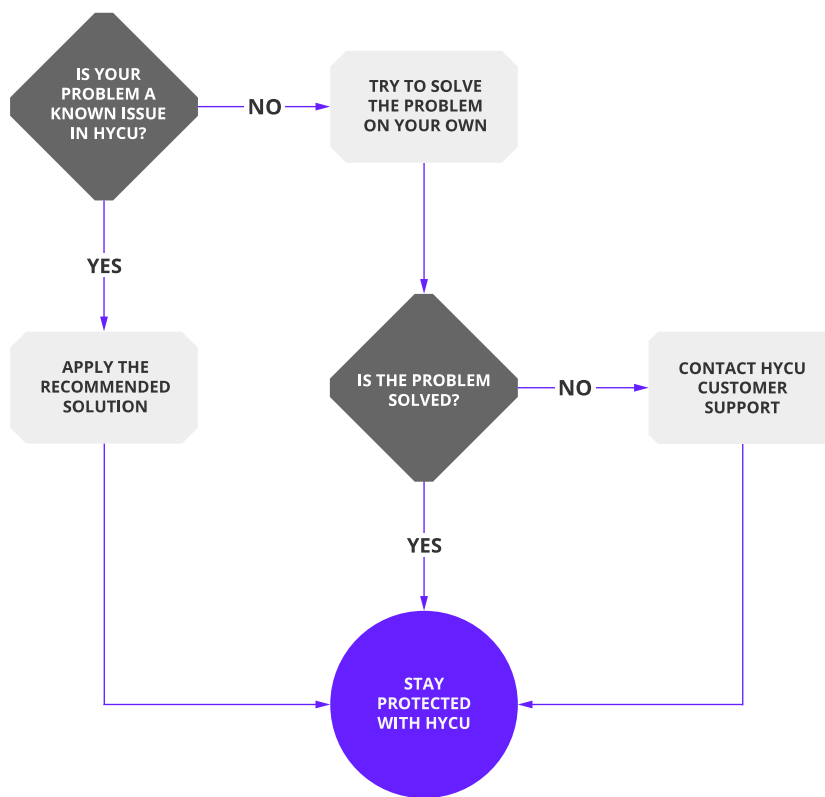 IS YOUR
PROBLEM A
KNOWN ISSUE
IN HYCU?
NO
TRY TO SOLVE
THE PROBLEM
ON YOUR OWN
YES
APPLY THE
RECOMMENDED
SOLUTION
IS THE PROBLEM
SOLVED?
NO
CONTACT HYCU
CUSTOMER
SUPPORT
YES
STAY
PROTECTED
WITH HYCU